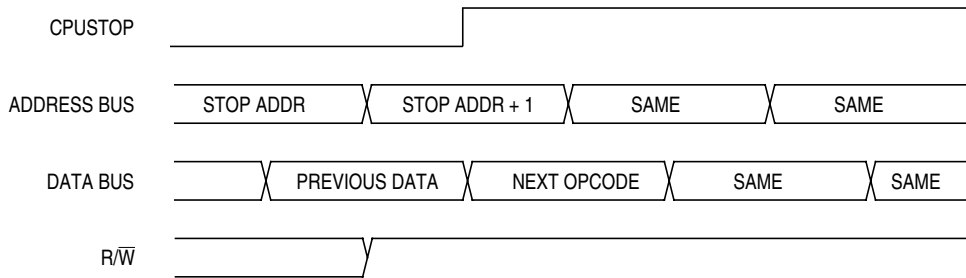 CPUSTOP
ADDRESS BUS STOP ADDR STOP ADDR + 1 SAME SAME
DATA BUS PREVIOUS DATA NEXT OPCODE SAME SAME
R/W̅